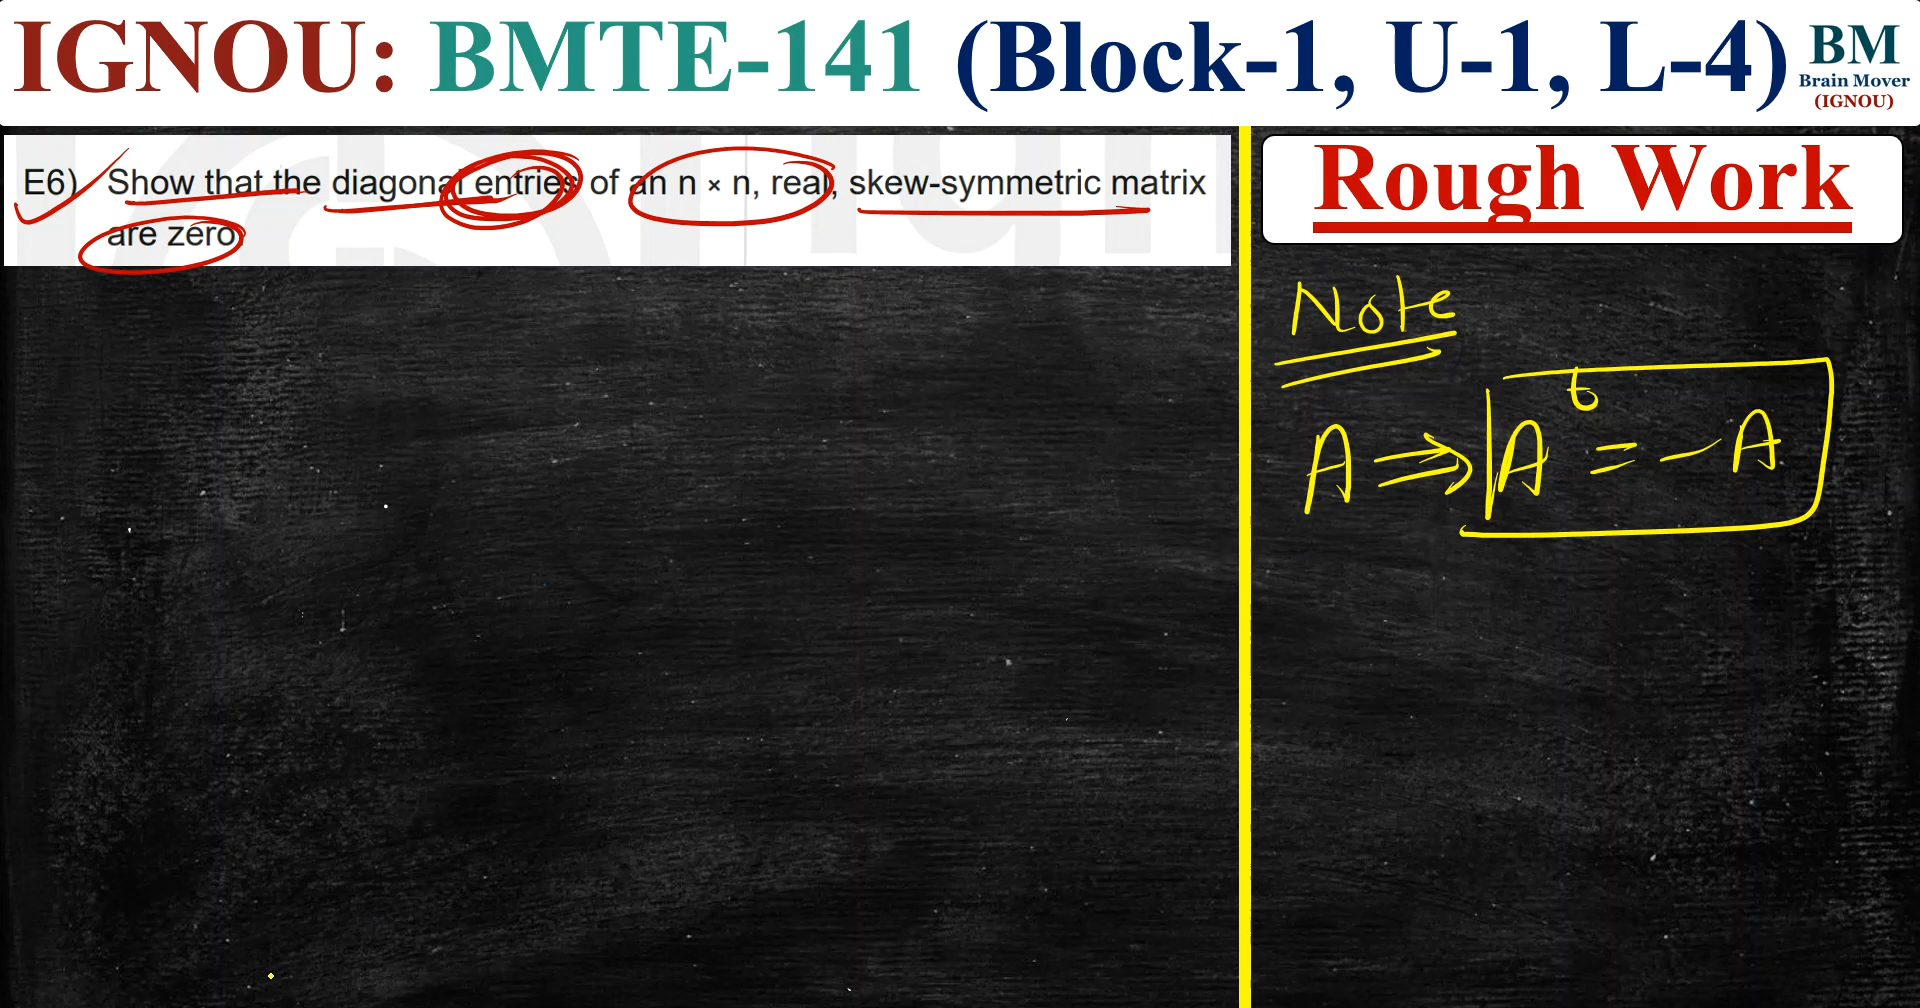 IGNOU: BMTE-141 (Block-1, U-1, L-4)
BM
Brain Mover
(IGNOU)
E6) Show that the diagonal entries of an n × n, real, skew-symmetric matrix
are zero.
Rough Work
Note
A ⇒ A^t = -A